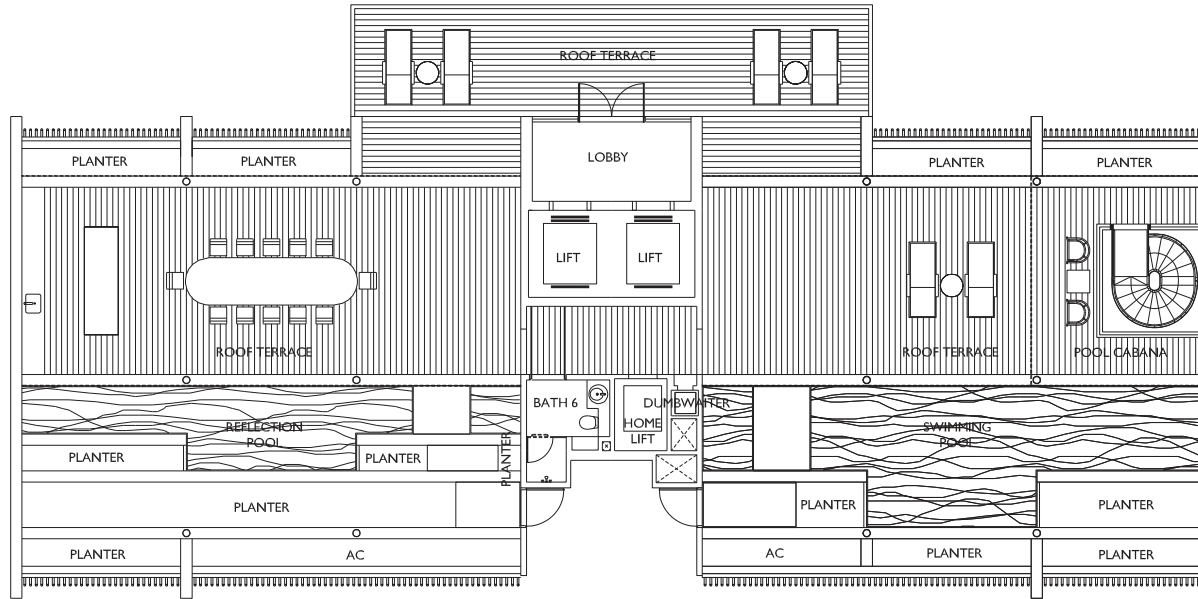 ROOF TERRACE
LOBBY
PLANTER
PLANTER
PLANTER
PLANTER
LIFT
LIFT
ROOF TERRACE
ROOF TERRACE
POOL CABANA
BATH 6
DUMBWAITER
HOME
LIFT
REFLECTION
POOL
SWIMMING
POOL
PLANTER
PLANTER
PLANTER
PLANTER
PLANTER
PLANTER
PLANTER
AC
AC
PLANTER
PLANTER